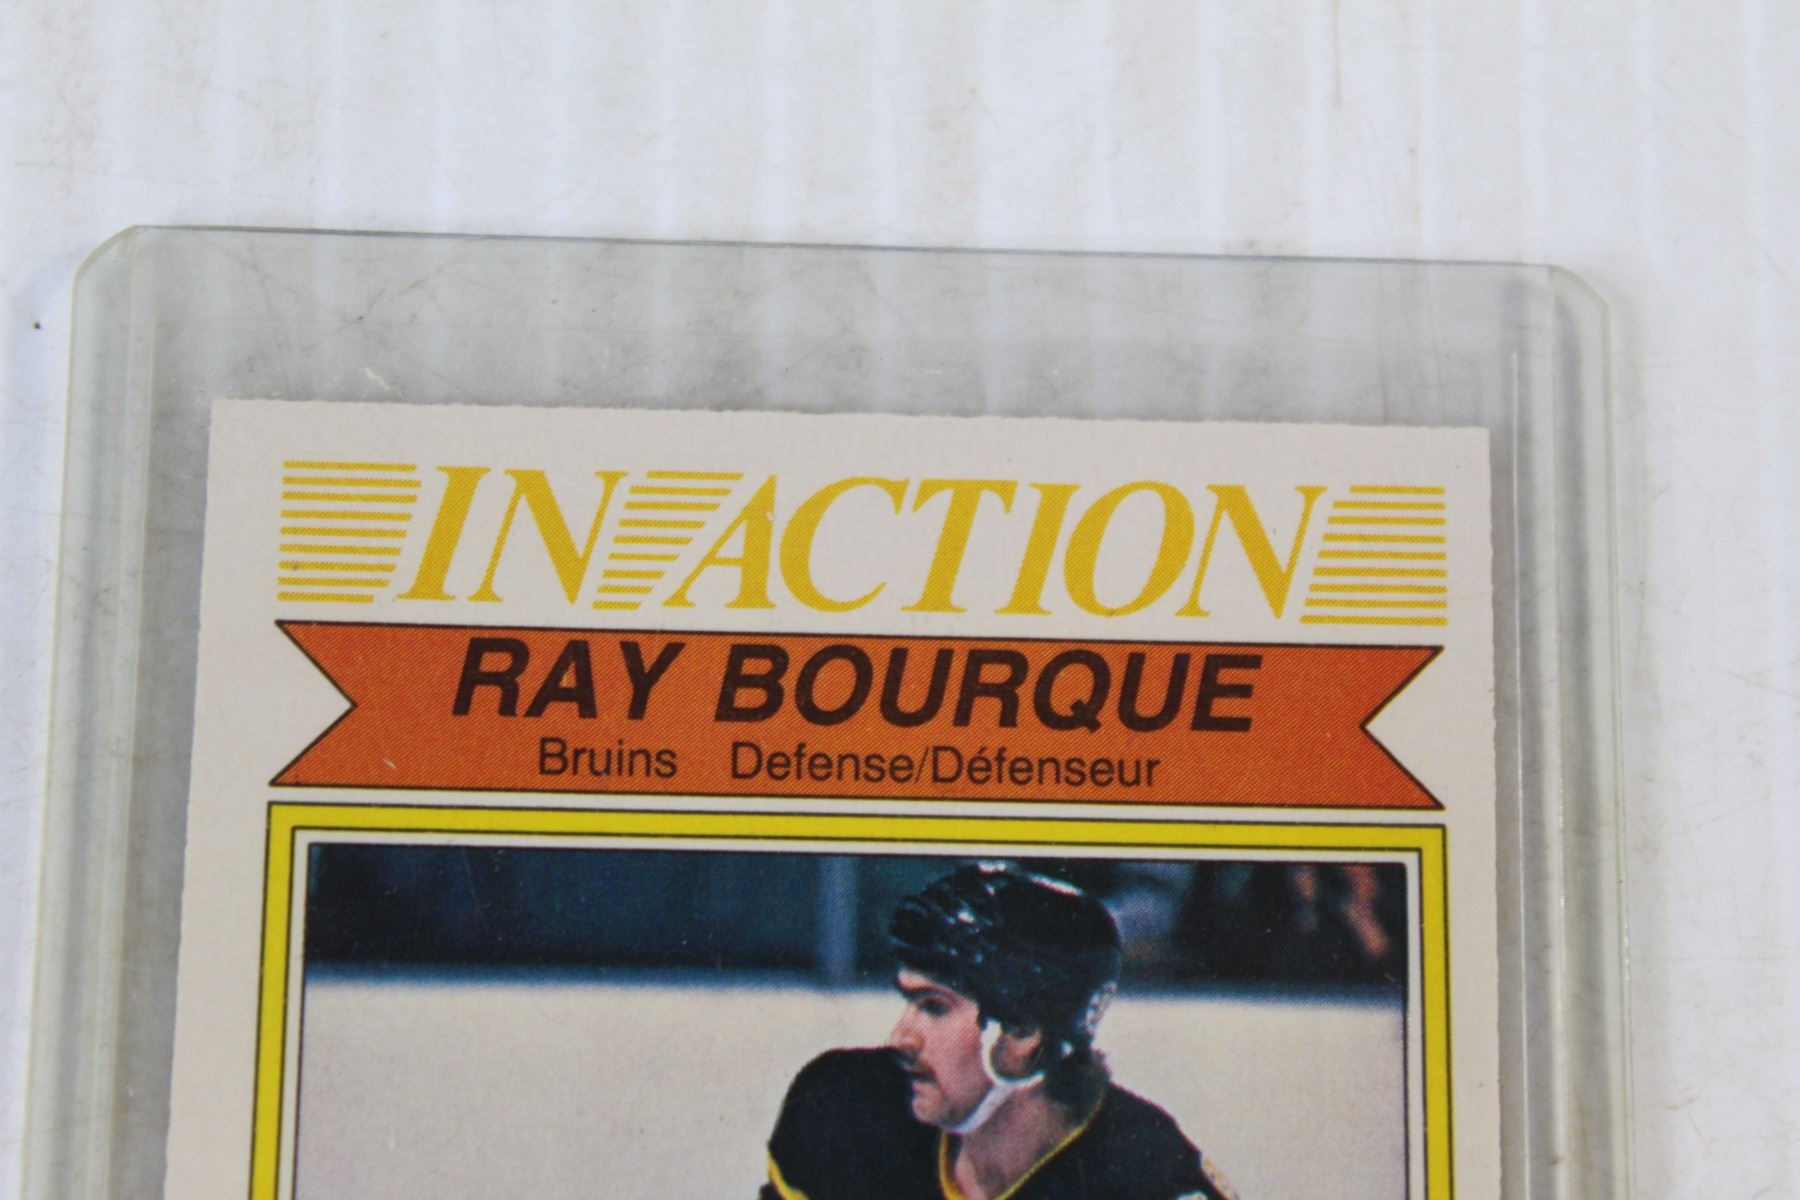 IN ACTION
RAY BOURQUE
Bruins Defense/Défenseur